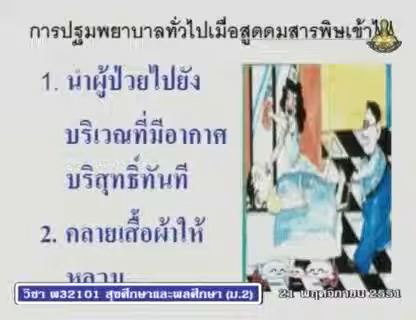 การปฐมพยาบาลทั่วไปเมื่อสูดดมสารพิษเข้าไป
1. นำผู้ป่วยไปยัง
บริเวณที่มีอากาศ
บริสุทธิ์ทันที
2. คลายเสื้อผ้าให้
หลวม
วิชา พ32101 สุขศึกษาและพลศึกษา (ม.2)
21 พฤศจิกายน 2551